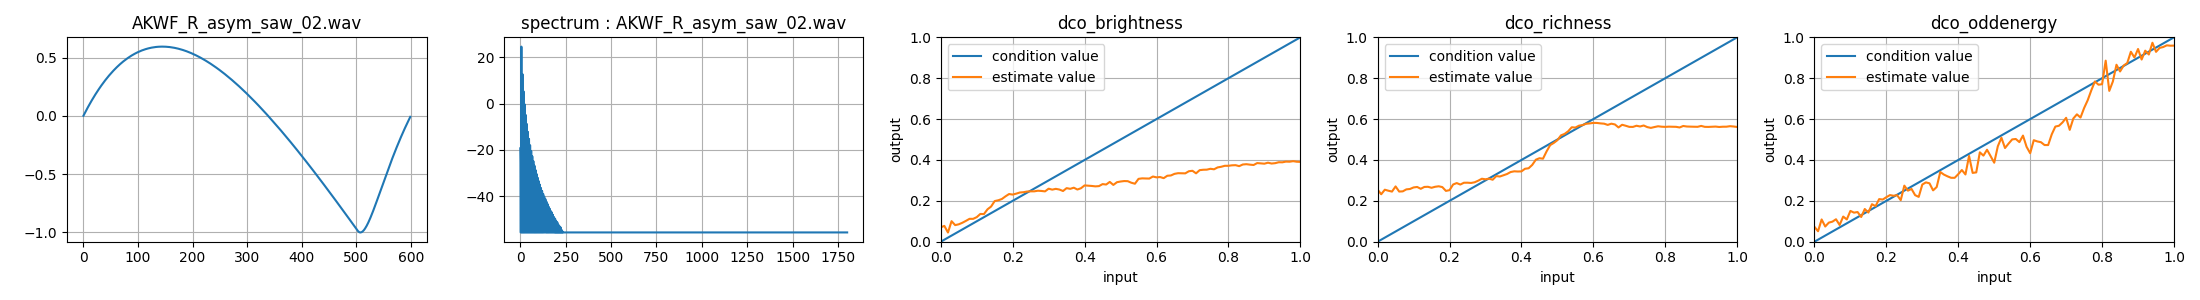 AKWF_R_asym_saw_02.wav
0.5
0.0
−0.5
−1.0
0 100 200 300 400 500 600
spectrum : AKWF_R_asym_saw_02.wav
20
0
−20
−40
0 250 500 750 1000 1250 1500 1750
dco_brightness
condition value
estimate value
output
1.0
0.8
0.6
0.4
0.2
0.0
0.0 0.2 0.4 0.6 0.8 1.0
input
dco_richness
condition value
estimate value
output
1.0
0.8
0.6
0.4
0.2
0.0
0.0 0.2 0.4 0.6 0.8 1.0
input
dco_oddenergy
condition value
estimate value
output
1.0
0.8
0.6
0.4
0.2
0.0
0.0 0.2 0.4 0.6 0.8 1.0
input